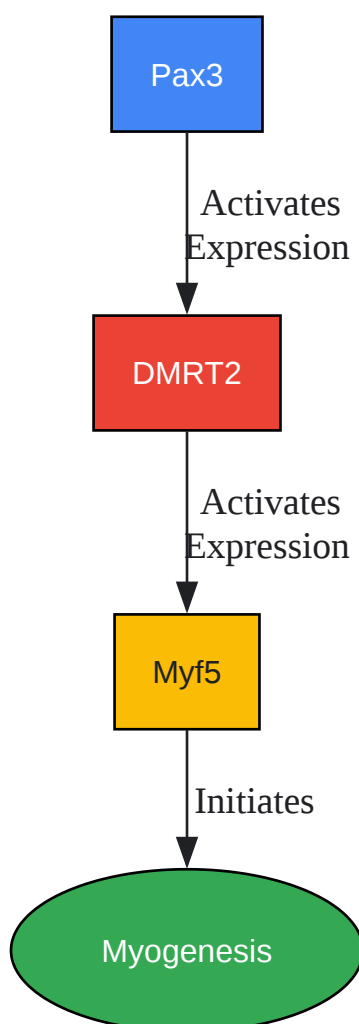 Pax3
Activates
Expression
DMRT2
Activates
Expression
Myf5
Initiates
Myogenesis